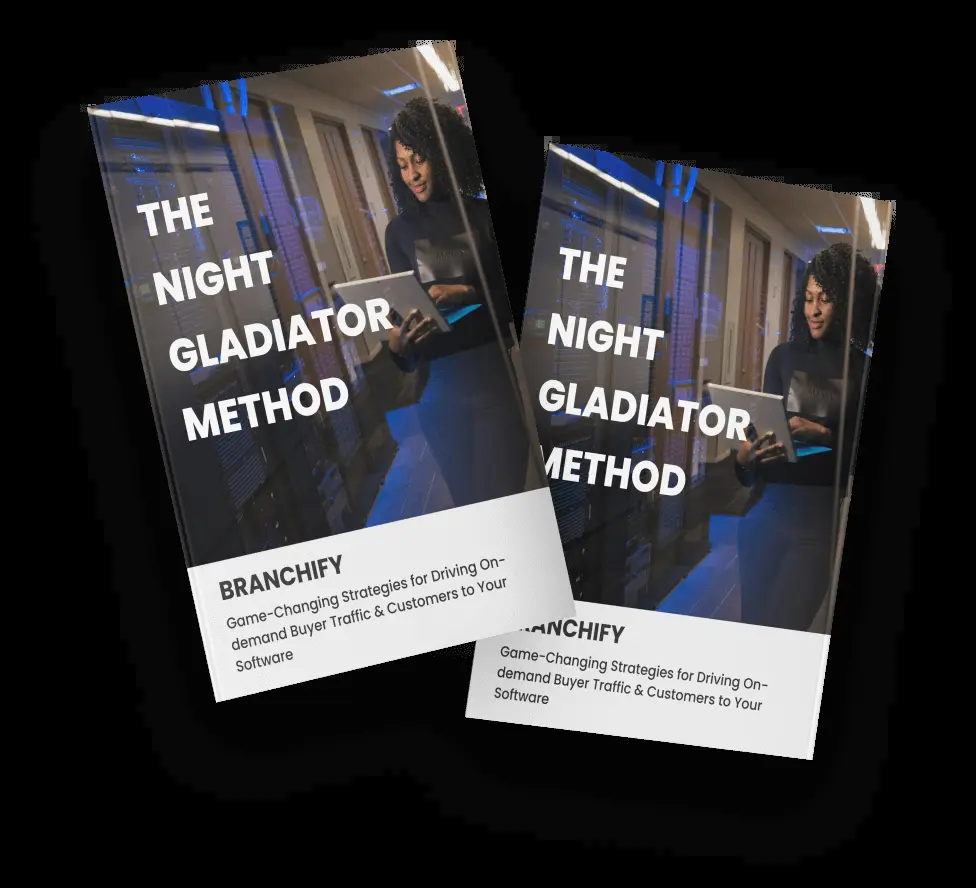 THE
NIGHT
GLADIATOR
METHOD
BRANCHIFY
Game-Changing Strategies for Driving On-
demand Buyer Traffic & Customers to Your
Software
THE
NIGHT
GLADIATOR
METHOD
BRANCHIFY
Game-Changing Strategies for Driving On-
demand Buyer Traffic & Customers to Your
Software